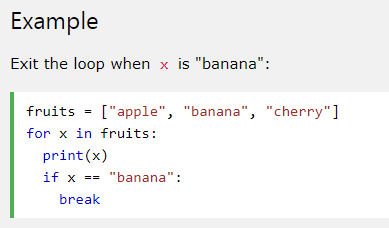 Example
Exit the loop when x is "banana":
fruits = ["apple", "banana", "cherry"]
for x in fruits:
  print(x)
  if x == "banana":
    break